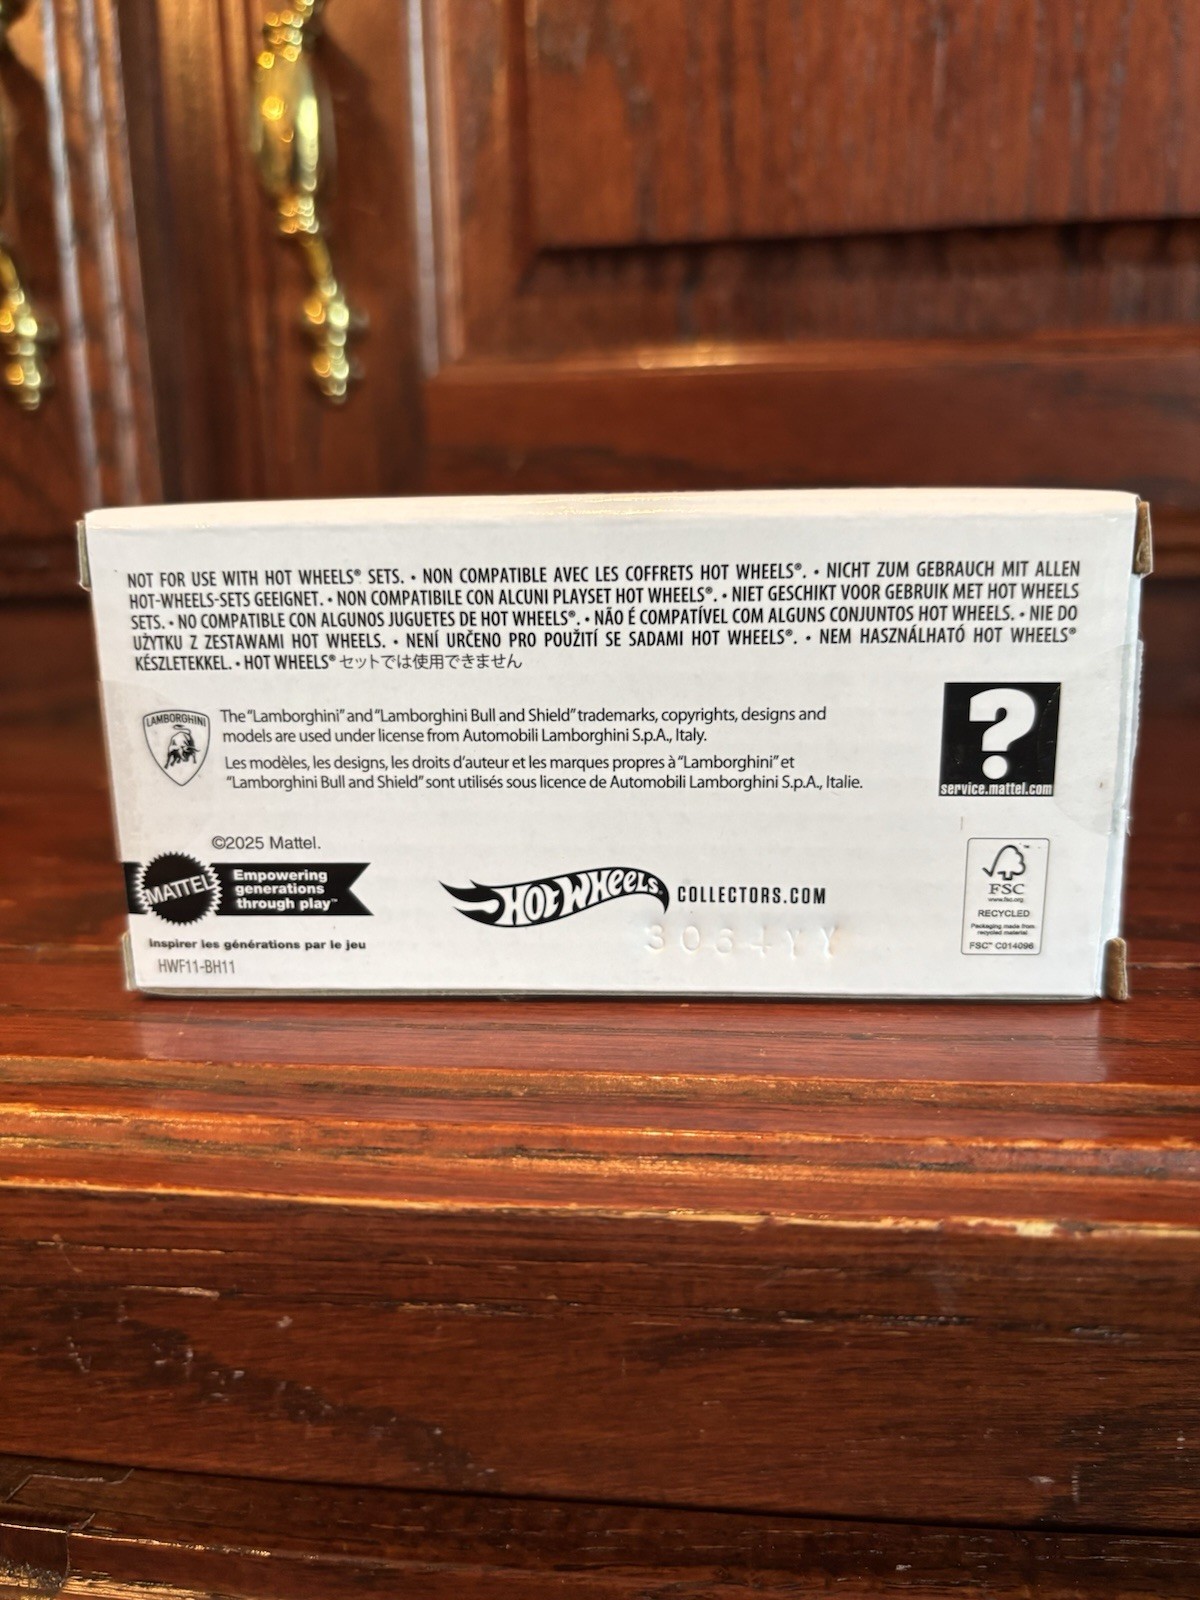 NOT FOR USE WITH HOT WHEELS® SETS. • NON COMPATIBLE AVEC LES COFFRETS HOT WHEELS®. • NICHT ZUM GEBRAUCH MIT ALLEN
HOT-WHEELS-SETS GEEIGNET. • NON COMPATIBILE CON ALCUNI PLAYSET HOT WHEELS®. • NIET GESCHIKT VOOR GEBRUIK MET HOT WHEELS
SETS. • NO COMPATIBLE CON ALGUNOS JUGUETES DE HOT WHEELS®. • NÃO É COMPATÍVEL COM ALGUNS CONJUNTOS HOT WHEELS. • NIE DO
UŻYTKU Z ZESTAWAMI HOT WHEELS. • NENÍ URČENO PRO POUŽITÍ SE SADAMI HOT WHEELS®. • NEM HASZNÁLHATÓ HOT WHEELS®
KÉSZLETEKKEL. • HOT WHEELS® セットでは使用できません
LAMBORGHINI
The "Lamborghini" and "Lamborghini Bull and Shield" trademarks, copyrights, designs and
models are used under license from Automobili Lamborghini S.p.A., Italy.
Les modèles, les designs, les droits d'auteur et les marques propres à "Lamborghini" et
"Lamborghini Bull and Shield" sont utilisés sous licence de Automobili Lamborghini S.p.A., Italie.
?
service.mattel.com
©2025 Mattel.
MATTEL
Empowering
generations
through play™
Inspirer les générations par le jeu
HWF11-BH11
HOT WHEELS COLLECTORS.COM
3064YY
FSC
www.fsc.org
RECYCLED
Packaging made from
recycled material
FSC™ C014096